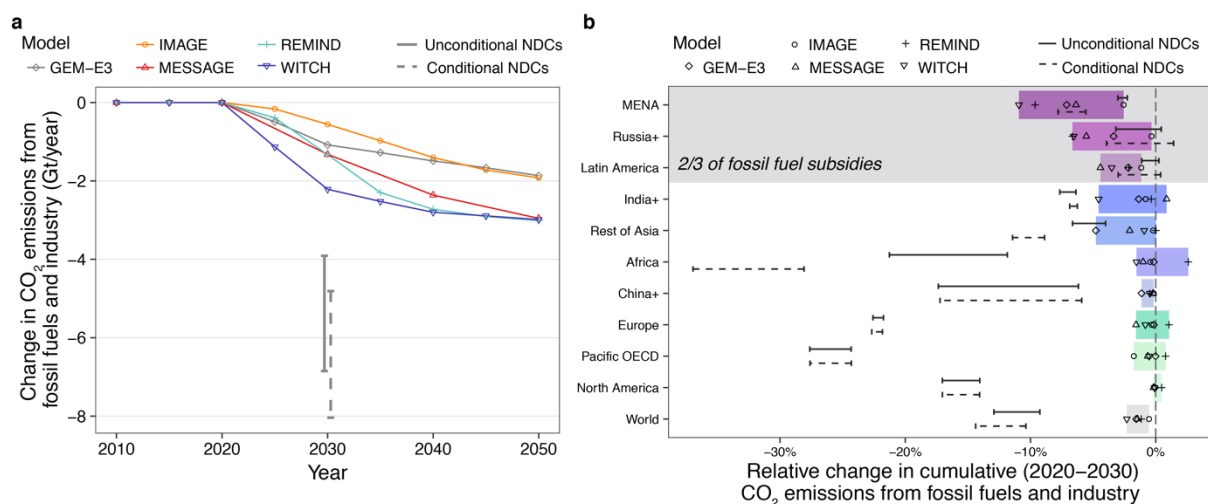 a
Model
IMAGE
REMIND
Unconditional NDCs
GEM−E3
MESSAGE
WITCH
Conditional NDCs
0
−2
−4
−6
−8
Change in CO2 emissions from
fossil fuels and industry (Gt/year)
2010
2020
2030
2040
2050
Year
b
Model
IMAGE
REMIND
Unconditional NDCs
GEM−E3
MESSAGE
WITCH
Conditional NDCs
MENA
Russia+
2/3 of fossil fuel subsidies
Latin America
India+
Rest of Asia
Africa
China+
Europe
Pacific OECD
North America
World
−30%
−20%
−10%
0%
Relative change in cumulative (2020−2030)
CO2 emissions from fossil fuels and industry